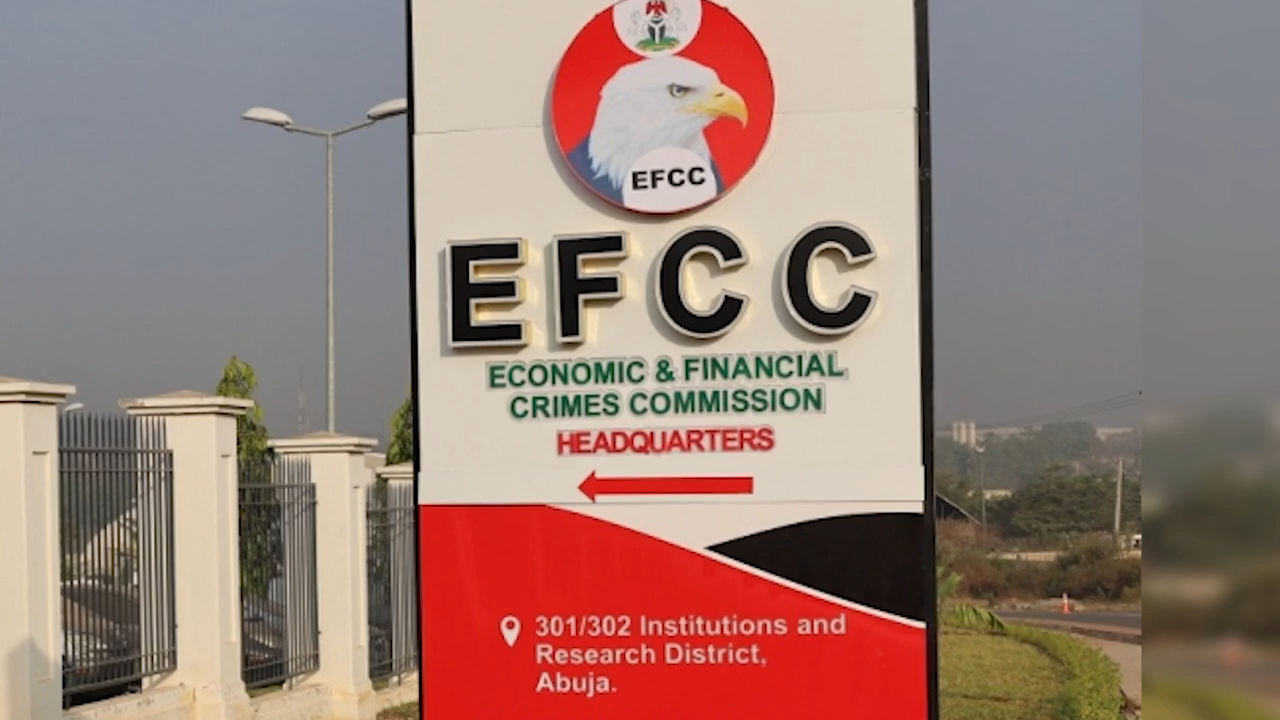 EFCC
EFCC
ECONOMIC & FINANCIAL
CRIMES COMMISSION
HEADQUARTERS
301/302 Institutions and
Research District,
Abuja.